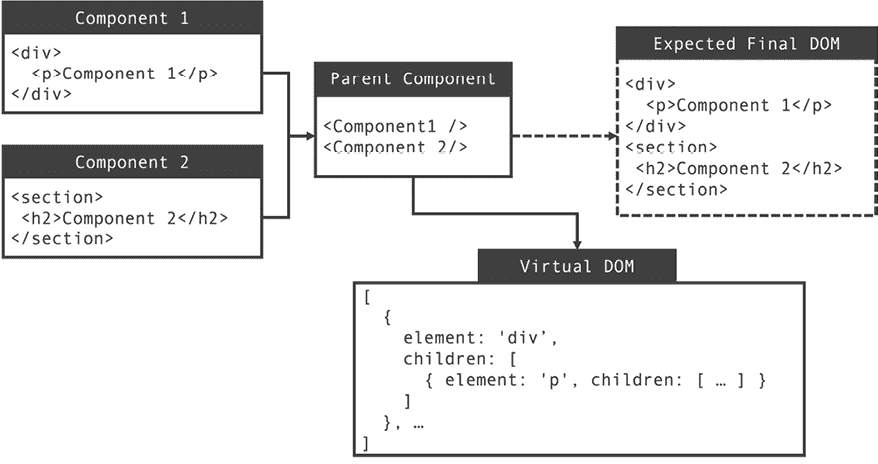 Component 1
<div>
<p>Component 1</p>
</div>
Component 2
<section>
<h2>Component 2</h2>
</section>
Parent Component
<Component1 />
<Component 2/>
Expected Final DOM
<div>
<p>Component 1</p>
</div>
<section>
<h2>Component 2</h2>
</section>
Virtual DOM
[
{
element: 'div’,
children: [
{ element: 'p', children: [ … ] }
]
}, …
]